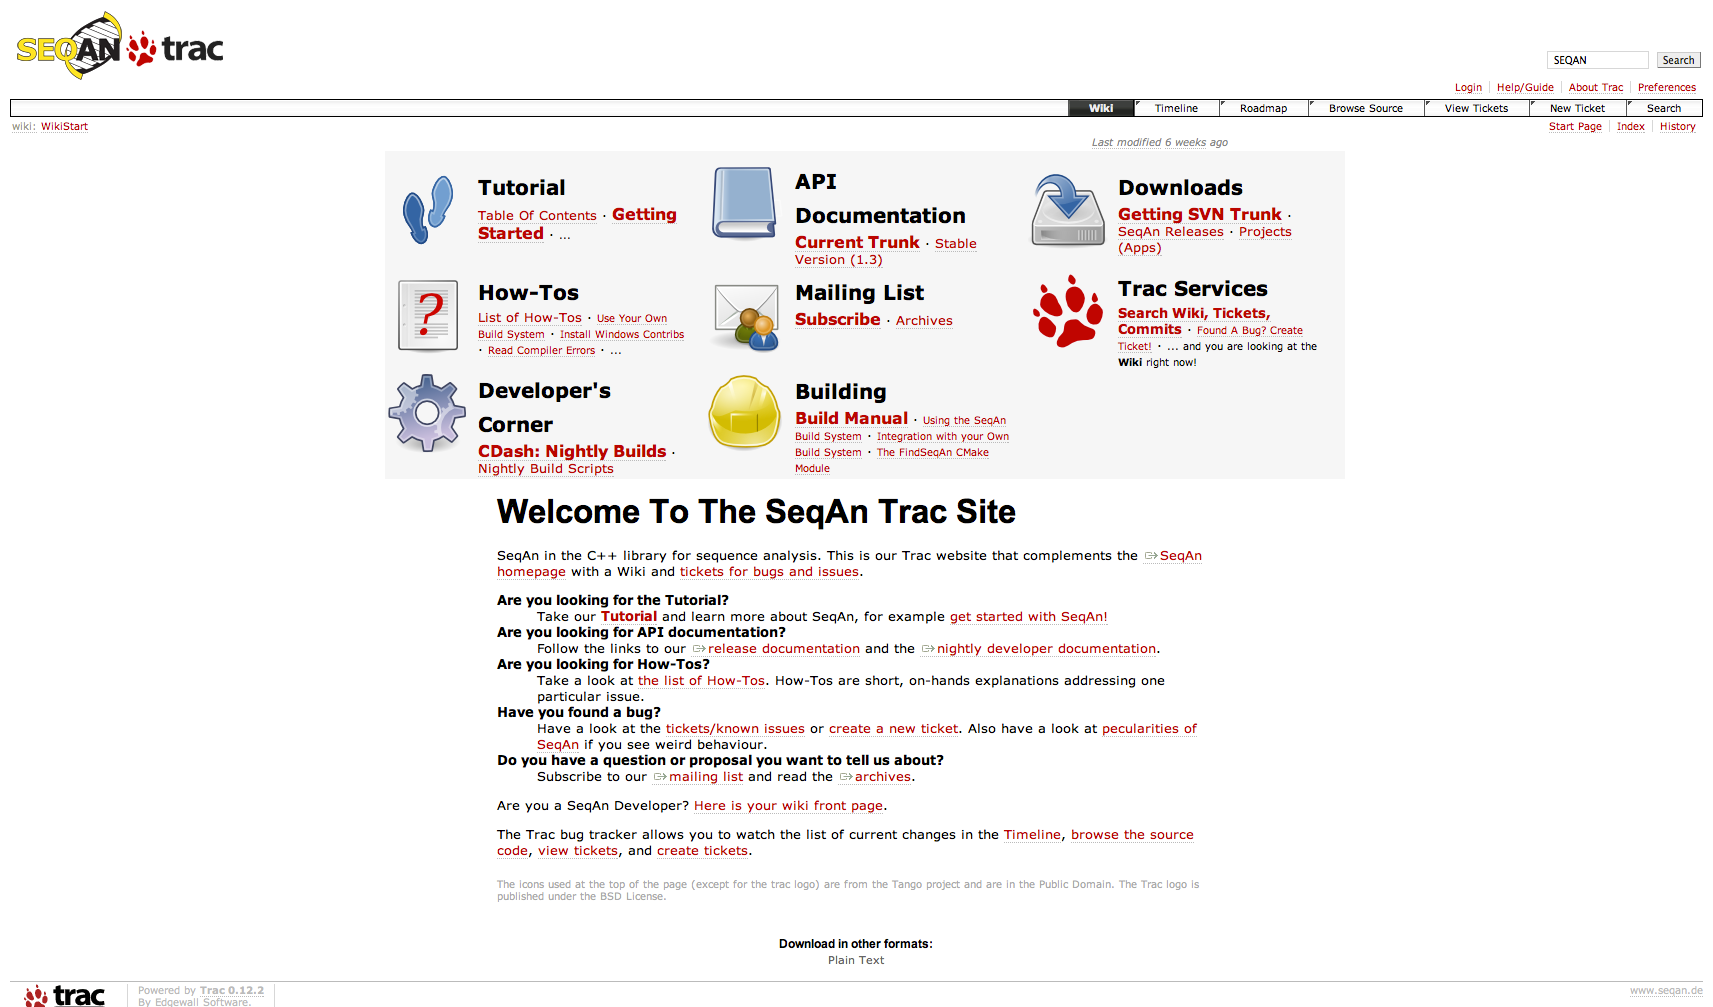 SEQAN trac
SEQAN Search
Login Help/Guide About Trac Preferences
Wiki Timeline Roadmap Browse Source View Tickets New Ticket Search
wiki: WikiStart
Start Page Index History
Last modified 6 weeks ago
Tutorial
Table Of Contents · Getting
Started · ...
API
Documentation
Current Trunk · Stable
Version (1.3)
Downloads
Getting SVN Trunk ·
SeqAn Releases · Projects
(Apps)
?
How-Tos
List of How-Tos · Use Your Own
Build System · Install Windows Contribs
· Read Compiler Errors · ...
Mailing List
Subscribe · Archives
Trac Services
Search Wiki, Tickets,
Commits · Found A Bug? Create
Ticket! · ... and you are looking at the
Wiki right now!
Developer's
Corner
CDash: Nightly Builds ·
Nightly Build Scripts
Building
Build Manual · Using the SeqAn
Build System · Integration with your Own
Build System · The FindSeqAn CMake
Module
Welcome To The SeqAn Trac Site
SeqAn in the C++ library for sequence analysis. This is our Trac website that complements the SeqAn
homepage with a Wiki and tickets for bugs and issues.
Are you looking for the Tutorial?
Take our Tutorial and learn more about SeqAn, for example get started with SeqAn!
Are you looking for API documentation?
Follow the links to our release documentation and the nightly developer documentation.
Are you looking for How-Tos?
Take a look at the list of How-Tos. How-Tos are short, on-hands explanations addressing one
particular issue.
Have you found a bug?
Have a look at the tickets/known issues or create a new ticket. Also have a look at pecularities of
SeqAn if you see weird behaviour.
Do you have a question or proposal you want to tell us about?
Subscribe to our mailing list and read the archives.
Are you a SeqAn Developer? Here is your wiki front page.
The Trac bug tracker allows you to watch the list of current changes in the Timeline, browse the source
code, view tickets, and create tickets.
The icons used at the top of the page (except for the trac logo) are from the Tango project and are in the Public Domain. The Trac logo is
published under the BSD License.
Download in other formats:
Plain Text
trac
Powered by Trac 0.12.2
By Edgewall Software.
www.seqan.de